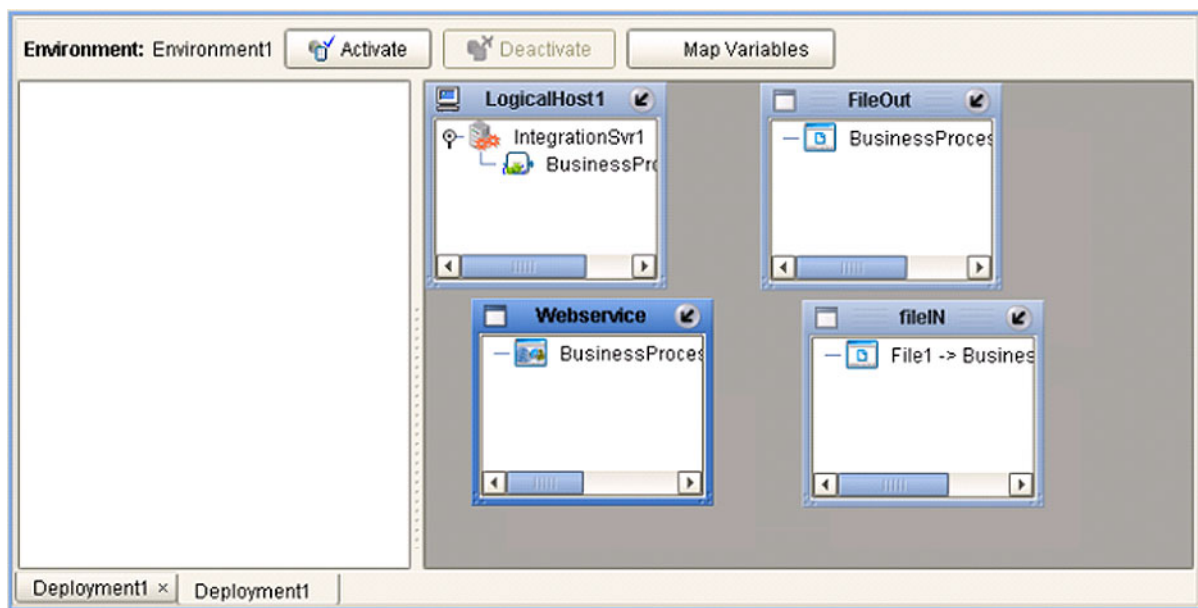 Environment: Environment1 Activate Deactivate Map Variables
LogicalHost1
IntegrationSvr1
BusinessPro
FileOut
BusinessProces
Webservice
BusinessProces
fileIN
File1 -> Busines
Deployment1 × Deployment1